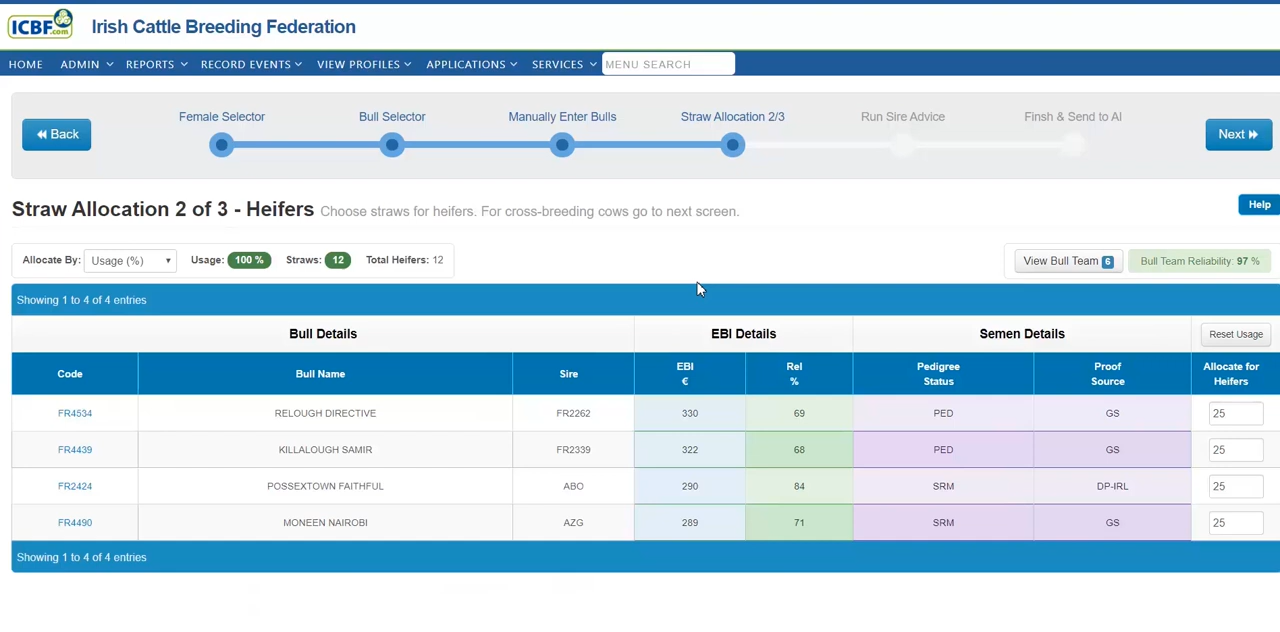 ICBF.com Irish Cattle Breeding Federation
HOME ADMIN REPORTS RECORD EVENTS VIEW PROFILES APPLICATIONS SERVICES MENU SEARCH
Back Female Selector Bull Selector Manually Enter Bulls Straw Allocation 2/3 Run Sire Advice Finsh & Send to AI Next
Straw Allocation 2 of 3 - Heifers Choose straws for heifers. For cross-breeding cows go to next screen. Help
Allocate By: Usage (%) Usage: 100 % Straws: 12 Total Heifers: 12 View Bull Team 6 Bull Team Reliability: 97 %
Showing 1 to 4 of 4 entries
Bull Details EBI Details Semen Details Reset Usage
Code Bull Name Sire EBI € Rel % Pedigree Status Proof Source Allocate for Heifers
FR4534 RELOUGH DIRECTIVE FR2262 330 69 PED GS 25
FR4439 KILLALOUGH SAMIR FR2339 322 68 PED GS 25
FR2424 POSSEXTOWN FAITHFUL ABO 290 84 SRM DP-IRL 25
FR4490 MONEEN NAIROBI AZG 289 71 SRM GS 25
Showing 1 to 4 of 4 entries